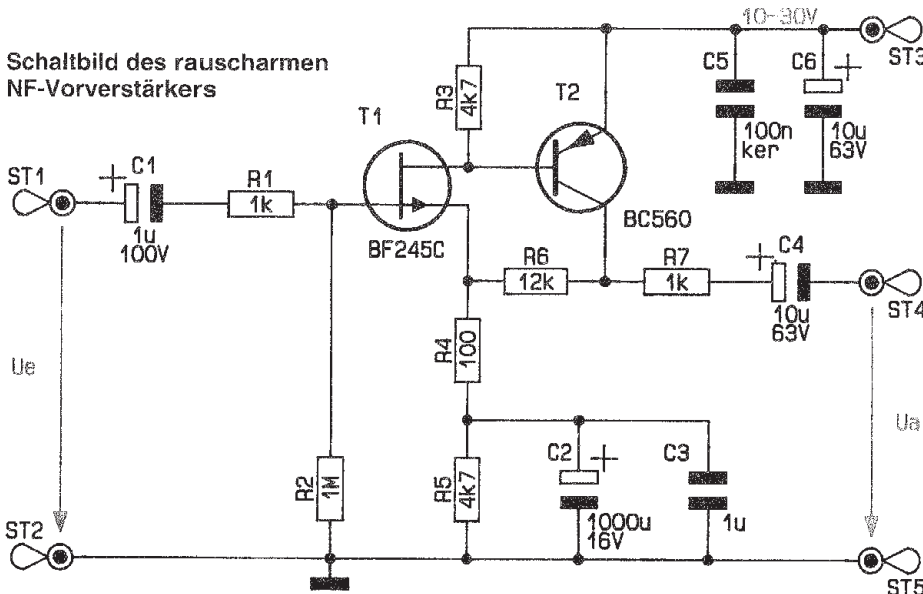 Schaltbild des rauscharmen
NF-Vorverstärkers
10-30V
ST3
C5
C6
+
100n
ker
10u
63V
R3
4k7
T1
T2
ST1
+
C1
1u
100V
R1
1k
BF245C
BC560
R6
12k
R7
1k
+
C4
10u
63V
ST4
Ue
R4
100
Ua
R2
1M
R5
4k7
C2
+
1000u
16V
C3
1u
ST2
ST5